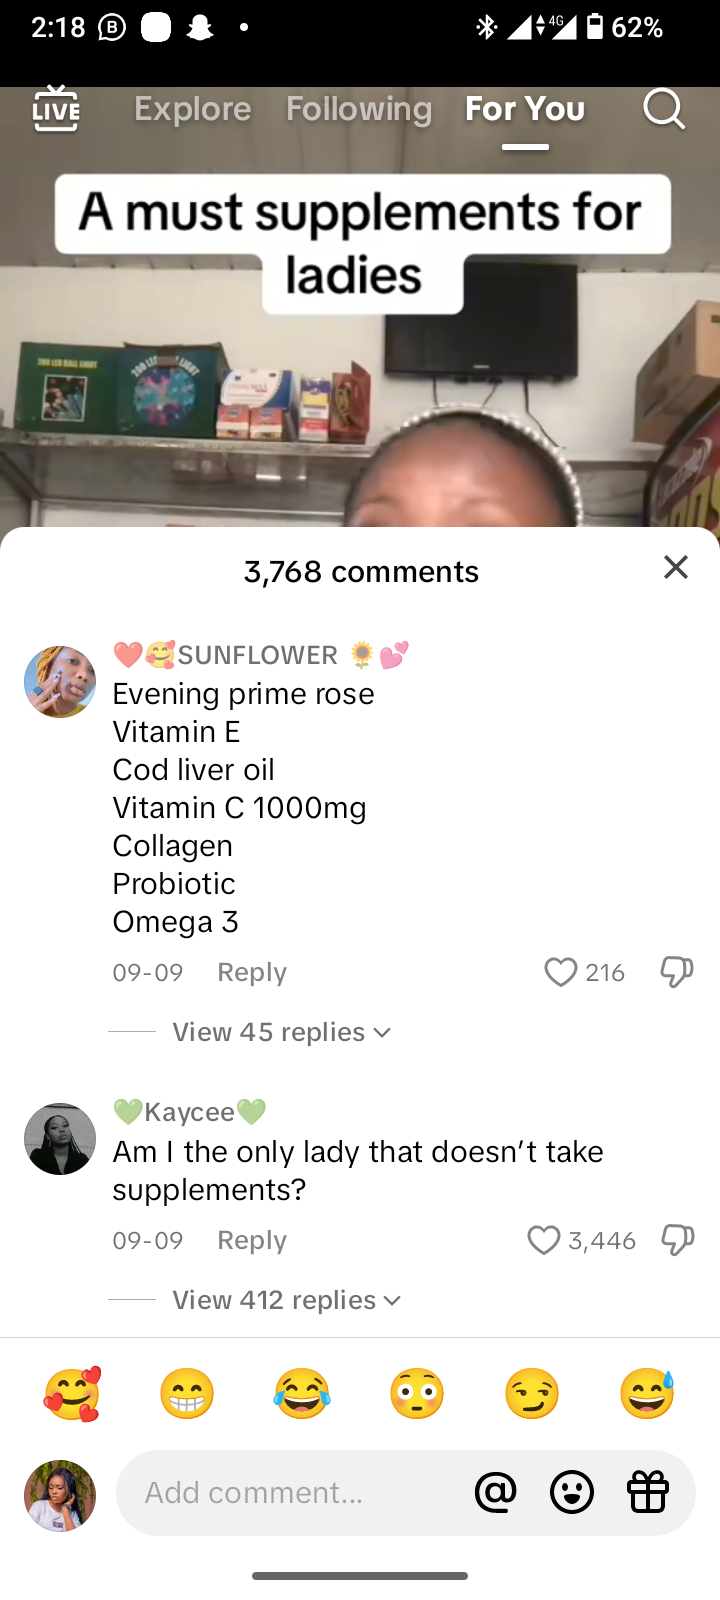 2:18 B 4G 62%
LIVE Explore Following For You
A must supplements for
ladies
3,768 comments
❤️🥰SUNFLOWER 🌻💕
Evening prime rose
Vitamin E
Cod liver oil
Vitamin C 1000mg
Collagen
Probiotic
Omega 3
09-09 Reply 216
View 45 replies
💚Kaycee💚
Am I the only lady that doesn’t take
supplements?
09-09 Reply 3,446
View 412 replies
Add comment...